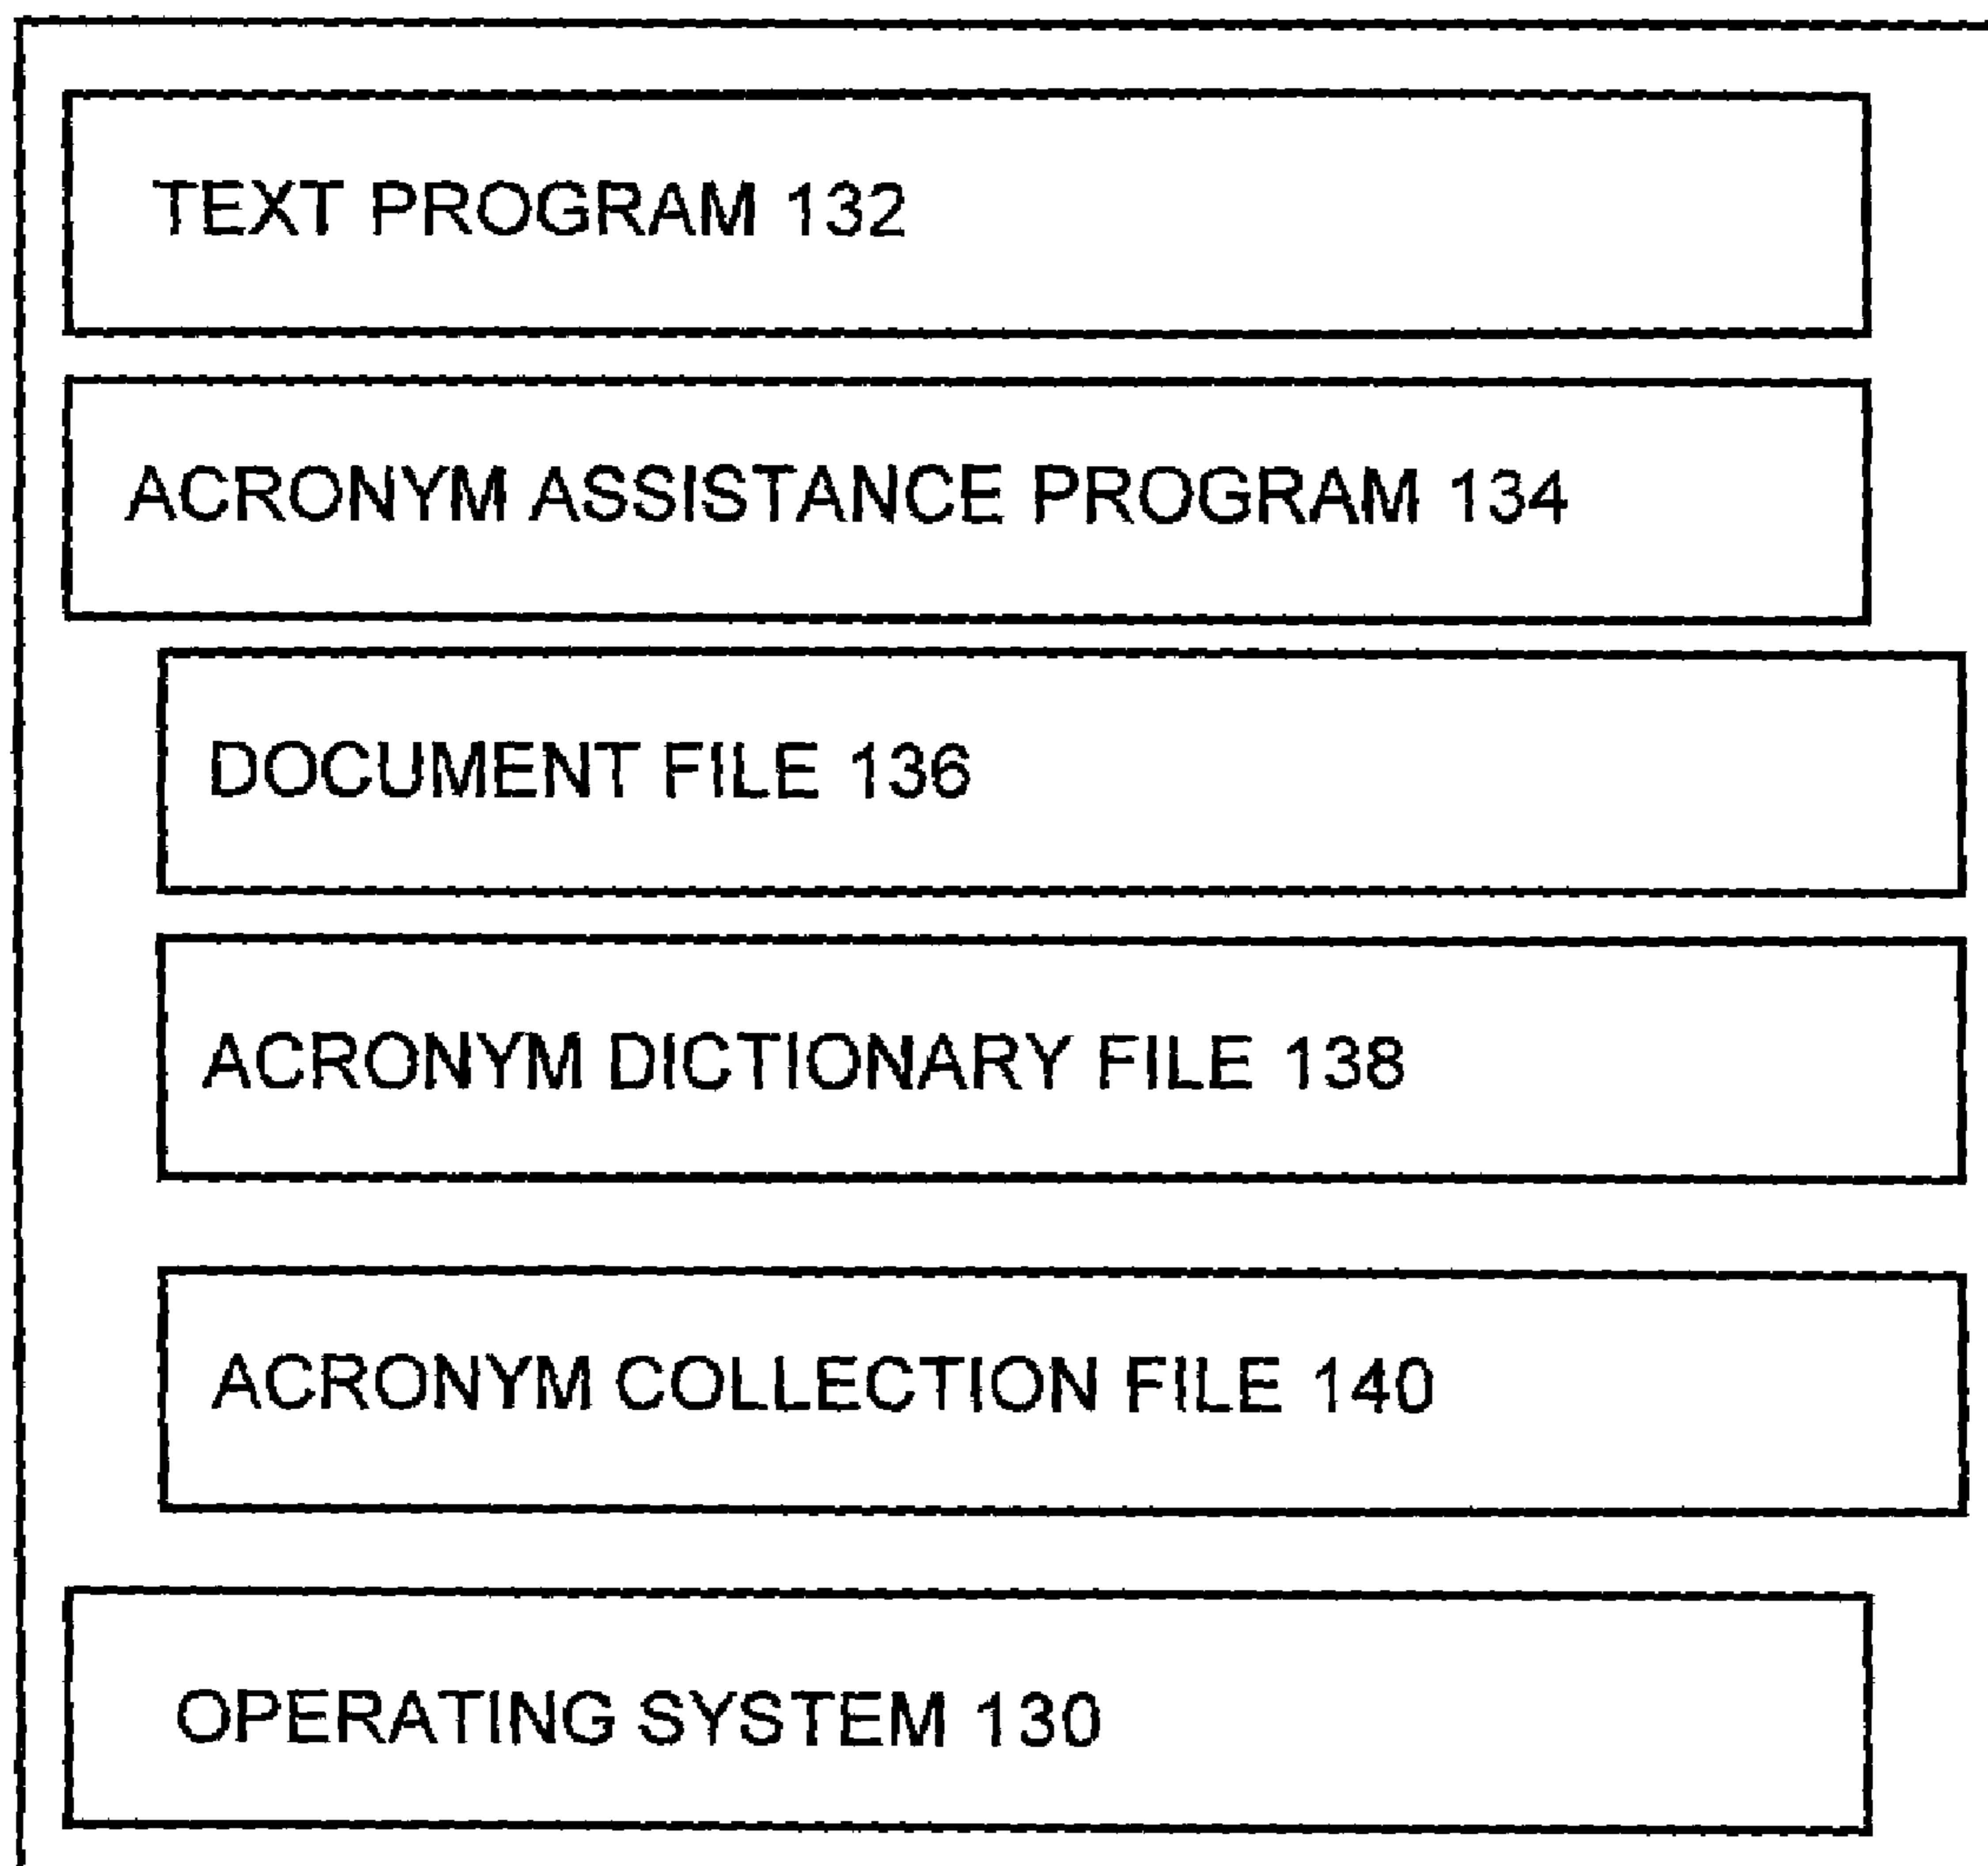 TEXT PROGRAM 132
ACRONYM ASSISTANCE PROGRAM 134
DOCUMENT FILE 136
ACRONYM DICTIONARY FILE 138
ACRONYM COLLECTION FILE 140
OPERATING SYSTEM 130